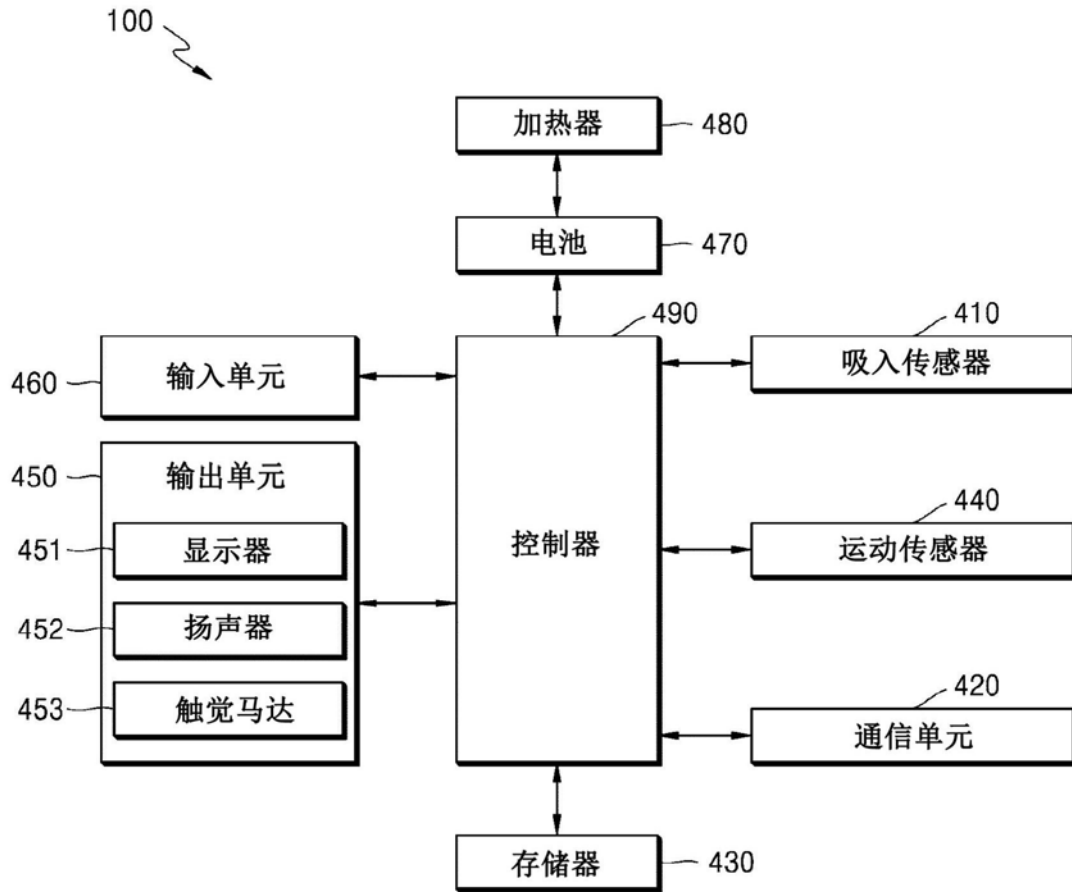 100
加热器
480
电池
470
490
410
输入单元
460
吸入传感器
450
输出单元
440
451
显示器
控制器
运动传感器
452
扬声器
420
453
触觉马达
通信单元
存储器
430